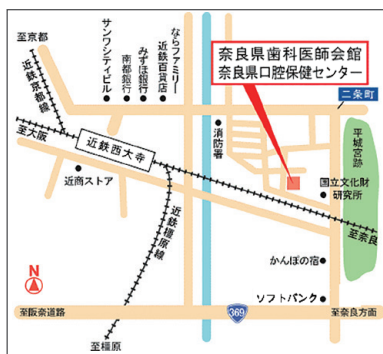 至京都
近鉄京都線
サンワシティビル
南都銀行
みずほ銀行
近鉄百貨店
ならファミリー
奈良県歯科医師会館
奈良県口腔保健センター
二条町
消防署
平城宮跡
至大阪
近鉄西大寺
近商ストア
国立文化財
研究所
至奈良
近鉄橿原線
かんぽの宿
N
ソフトバンク
369
至阪奈道路
至奈良方面
至橿原